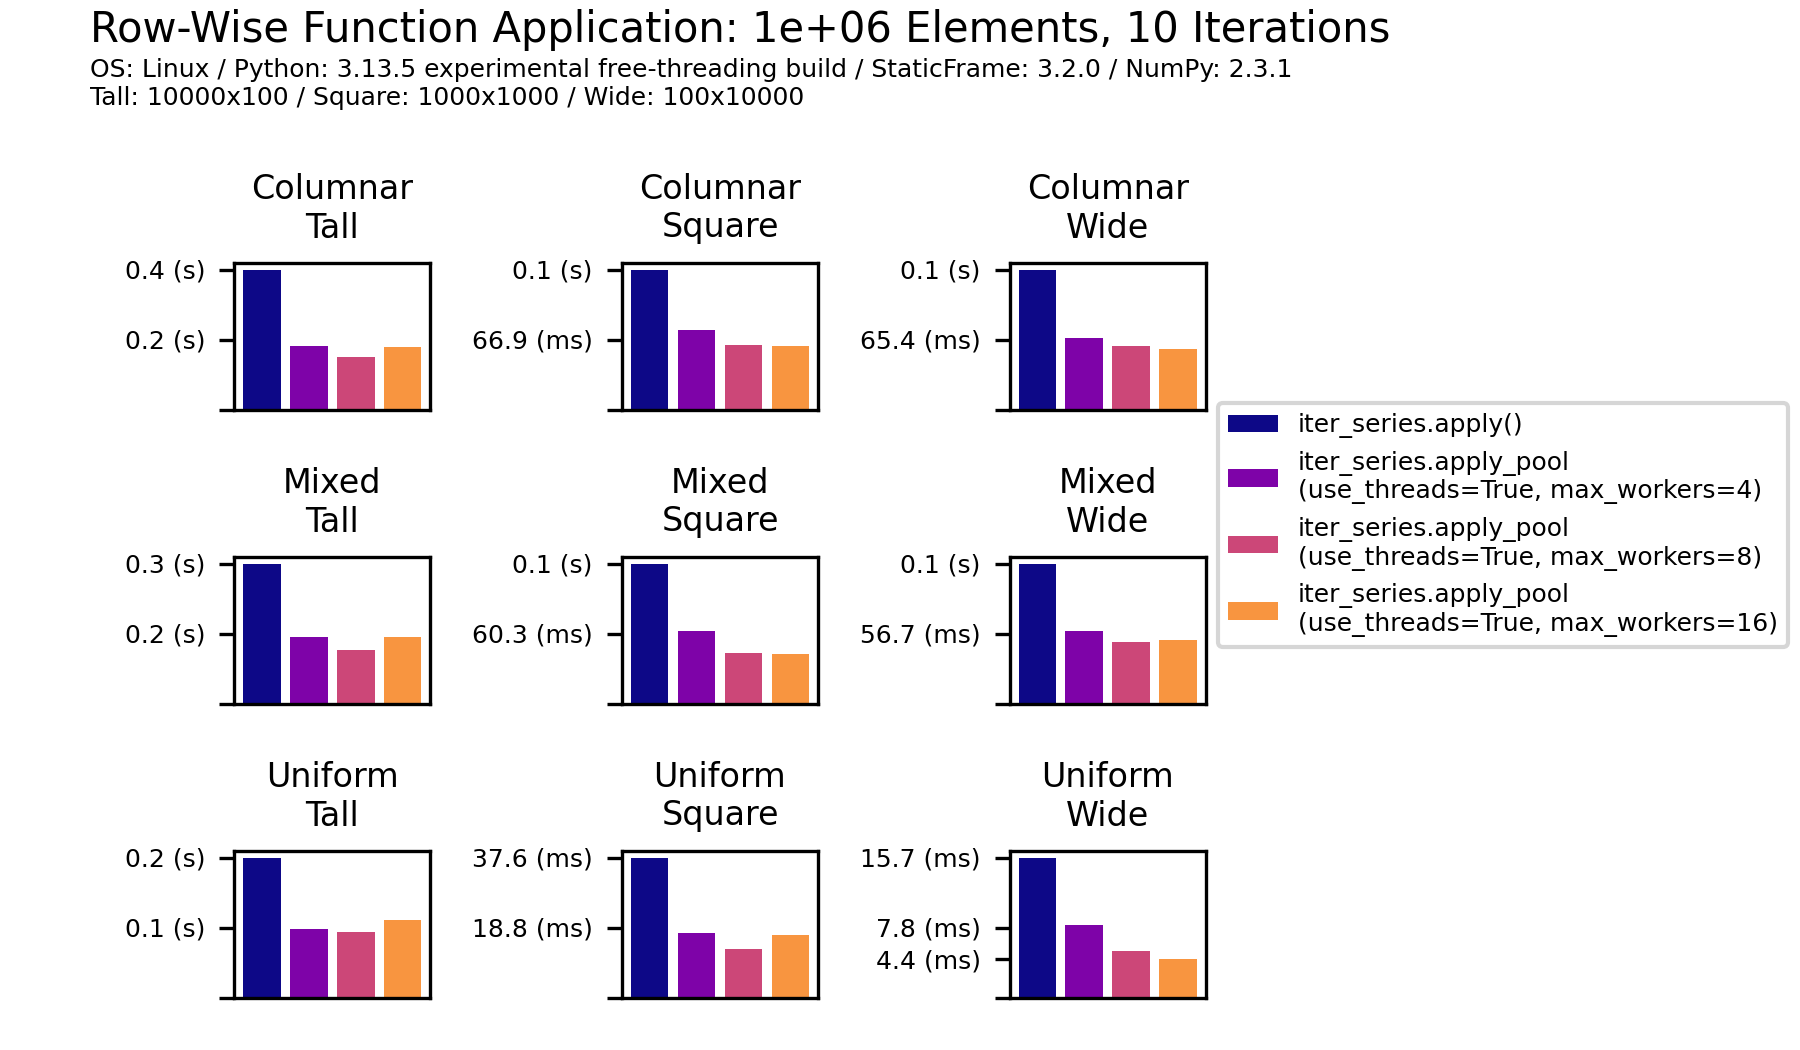 Row-Wise Function Application: 1e+06 Elements, 10 Iterations
OS: Linux / Python: 3.13.5 experimental free-threading build / StaticFrame: 3.2.0 / NumPy: 2.3.1
Tall: 10000x100 / Square: 1000x1000 / Wide: 100x10000
Columnar
Tall
0.4 (s)
0.2 (s)
Columnar
Square
0.1 (s)
66.9 (ms)
Columnar
Wide
0.1 (s)
65.4 (ms)
Mixed
Tall
0.3 (s)
0.2 (s)
Mixed
Square
0.1 (s)
60.3 (ms)
Mixed
Wide
0.1 (s)
56.7 (ms)
Uniform
Tall
0.2 (s)
0.1 (s)
Uniform
Square
37.6 (ms)
18.8 (ms)
Uniform
Wide
15.7 (ms)
7.8 (ms)
4.4 (ms)
iter_series.apply()
iter_series.apply_pool
(use_threads=True, max_workers=4)
iter_series.apply_pool
(use_threads=True, max_workers=8)
iter_series.apply_pool
(use_threads=True, max_workers=16)